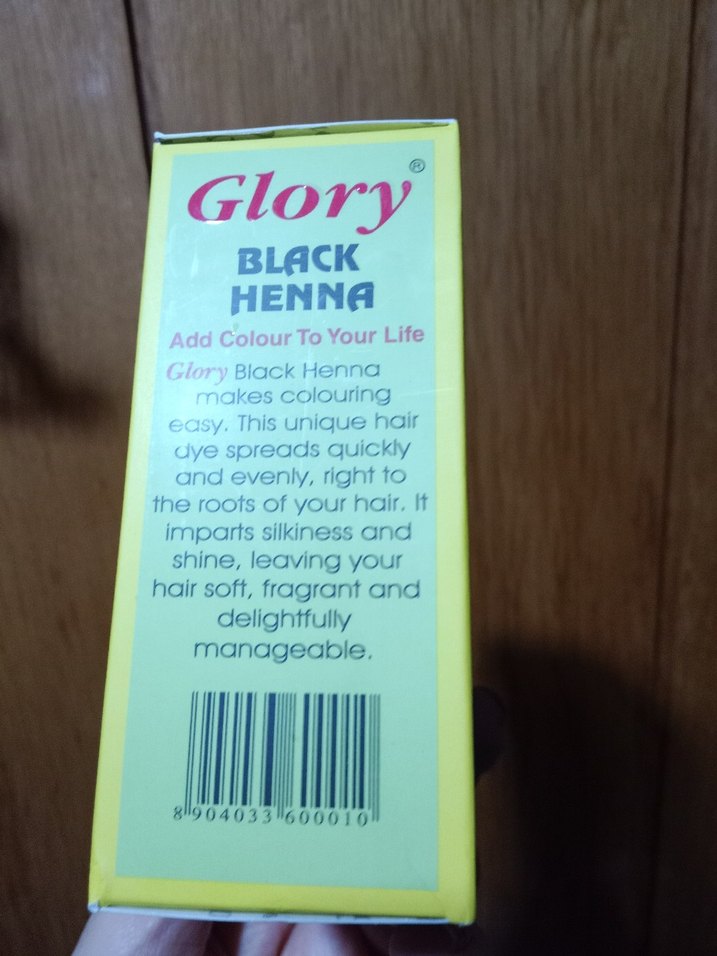 Glory®
BLACK
HENNA
Add Colour To Your Life
Glory Black Henna
makes colouring
easy. This unique hair
dye spreads quickly
and evenly, right to
the roots of your hair. It
imparts silkiness and
shine, leaving your
hair soft, fragrant and
delightfully
manageable.
8 904033 600010